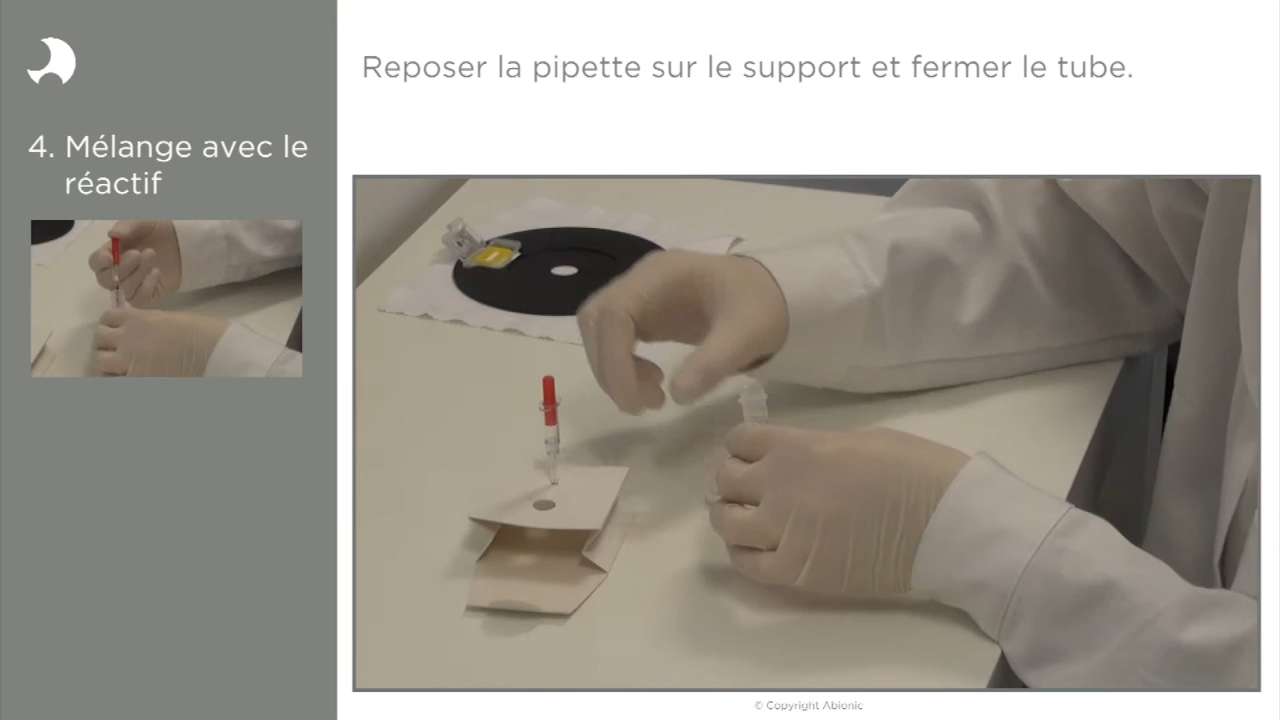 4. Mélange avec le
réactif
Reposer la pipette sur le support et fermer le tube.
© Copyright Abionic